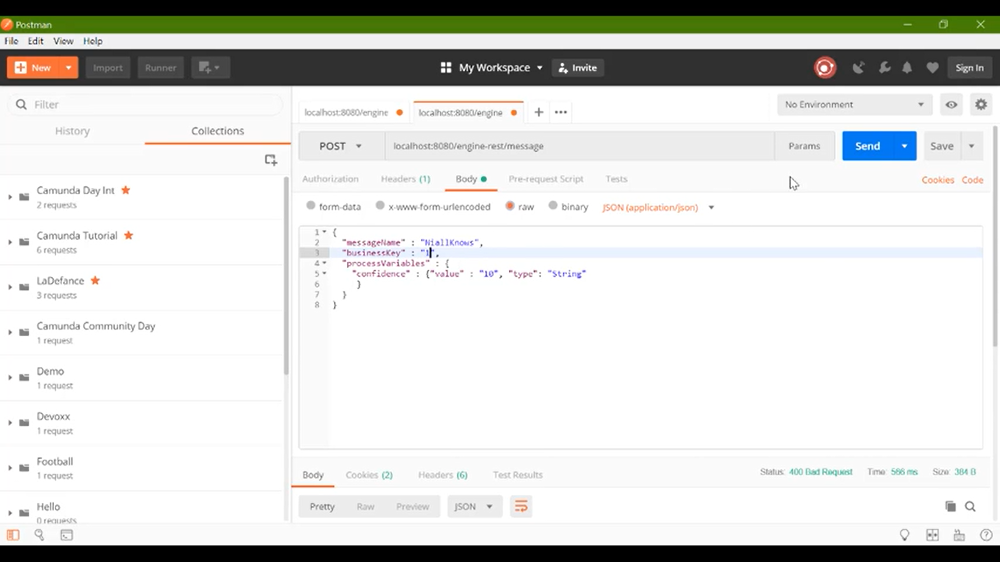 Postman
File Edit View Help
New Import Runner My Workspace Invite Sign In
Filter
History Collections
Camunda Day Int
2 requests
Camunda Tutorial
6 requests
LaDefance
3 requests
Camunda Community Day
1 request
Demo
1 request
Devoxx
1 request
Football
1 request
Hello
0 requests
localhost:8080/engine localhost:8080/engine + ••• No Environment
POST localhost:8080/engine-rest/message Params Send Save
Authorization Headers (1) Body Pre-request Script Tests Cookies Code
form-data x-www-form-urlencoded raw binary JSON (application/json)
1 {
2 "messageName" : "NiallKnows",
3 "businessKey" : "1",
4 "processVariables" : {
5 "confidence" : {"value" : "10", "type": "String"
6 }
7 }
8 }
Body Cookies (2) Headers (6) Test Results Status: 400 Bad Request Time: 566 ms Size: 384 B
Pretty Raw Preview JSON